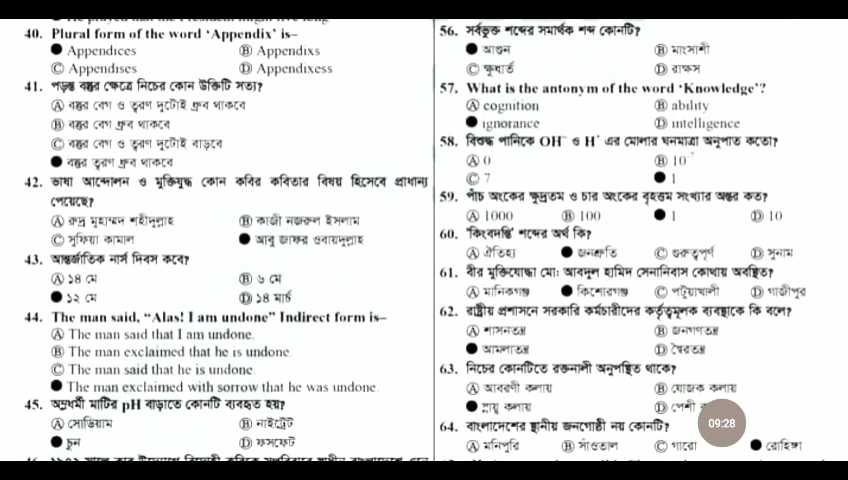 40. Plural form of the word ‘Appendix’ is–
● Appendices Ⓑ Appendixs
Ⓒ Appendises Ⓓ Appendixess
41. পড়ন্ত বস্তুর ক্ষেত্রে নিচের কোন উক্তিটি সত্য?
Ⓐ বস্তুর বেগ ও ত্বরণ দুটোই ধ্রুব থাকবে
Ⓑ বস্তুর বেগ ধ্রুব থাকবে
Ⓒ বস্তুর বেগ ও ত্বরণ দুটোই বাড়বে
● বস্তুর ত্বরণ ধ্রুব থাকবে
42. ভাষা আন্দোলন ও মুক্তিযুদ্ধ কোন কবির কবিতার বিষয় হিসেবে প্রাধান্য
পেয়েছে?
Ⓐ রুদ্র মুহাম্মদ শহীদুল্লাহ Ⓑ কাজী নজরুল ইসলাম
Ⓒ সুফিয়া কামাল ● আবু জাফর ওবায়দুল্লাহ
43. আন্তর্জাতিক নার্স দিবস কবে?
Ⓐ ১৪ মে Ⓑ ৬ মে
● ১২ মে Ⓓ ১৪ মার্চ
44. The man said, “Alas! I am undone” Indirect form is–
Ⓐ The man said that I am undone.
Ⓑ The man exclaimed that he is undone.
Ⓒ The man said that he is undone.
● The man exclaimed with sorrow that he was undone.
45. অম্লধর্মী মাটির pH বাড়াতে কোনটি ব্যবহৃত হয়?
Ⓐ সোডিয়াম Ⓑ নাইট্রেট
● চুন Ⓓ ফসফেট
56. সর্বভুক্ত শব্দের সমার্থক শব্দ কোনটি?
● আগুন Ⓑ মাংসাশী
Ⓒ ক্ষুধার্ত Ⓓ রাক্ষস
57. What is the antonym of the word ‘Knowledge’?
Ⓐ cognition Ⓑ ability
● ignorance Ⓓ intelligence
58. বিশুদ্ধ পানিকে OH⁻ ও H⁺ এর মোলার ঘনমাত্রা অনুপাত কতো?
Ⓐ 0 Ⓑ 10⁻⁷
Ⓒ 7 ● 1
59. পাঁচ অংকের ক্ষুদ্রতম ও চার অংকের বৃহত্তম সংখ্যার অন্তর কত?
Ⓐ 1000 Ⓑ 100 ● 1 Ⓓ 10
60. ‘কিংবদন্তি’ শব্দের অর্থ কি?
Ⓐ ঐতিহ্য ● জনশ্রুতি Ⓒ গুরুত্বপূর্ণ Ⓓ সুনাম
61. বীর মুক্তিযোদ্ধা মো: আবদুল হামিদ সেনানিবাস কোথায় অবস্থিত?
Ⓐ মানিকগঞ্জ ● কিশোরগঞ্জ Ⓒ পটুয়াখালী Ⓓ গাজীপুর
62. রাষ্ট্রীয় প্রশাসনে সরকারি কর্মচারীদের কর্তৃত্বমূলক ব্যবস্থাকে কি বলে?
Ⓐ শাসনতন্ত্র Ⓑ জনগণতন্ত্র
● আমলাতন্ত্র Ⓓ স্বৈরতন্ত্র
63. নিচের কোনটিতে রক্তনালী অনুপস্থিত থাকে?
Ⓐ আবরণী কলায় Ⓑ যোজক কলায়
● স্নায়ু কলায় Ⓓ পেশী
64. বাংলাদেশের স্থানীয় জনগোষ্ঠী নয় কোনটি?
Ⓐ মনিপুরি Ⓑ সাঁওতাল Ⓒ গারো ● রোহিঙ্গা
09:28